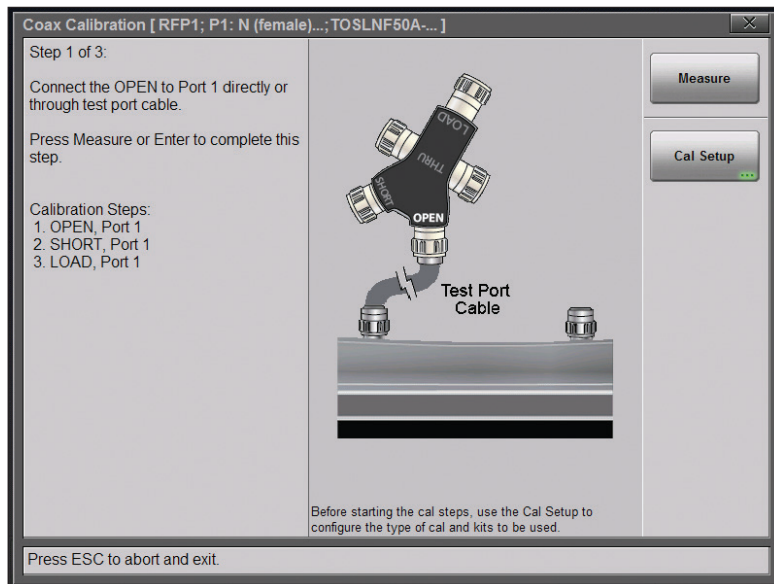 Coax Calibration [ RFP1; P1: N (female)...;TOSLNF50A-... ]
Step 1 of 3:
Connect the OPEN to Port 1 directly or
through test port cable.
Press Measure or Enter to complete this
step.
Calibration Steps:
1. OPEN, Port 1
2. SHORT, Port 1
3. LOAD, Port 1
LOAD
THRU
SHORT
OPEN
Test Port
Cable
Before starting the cal steps, use the Cal Setup to
configure the type of cal and kits to be used.
Measure
Cal Setup
Press ESC to abort and exit.